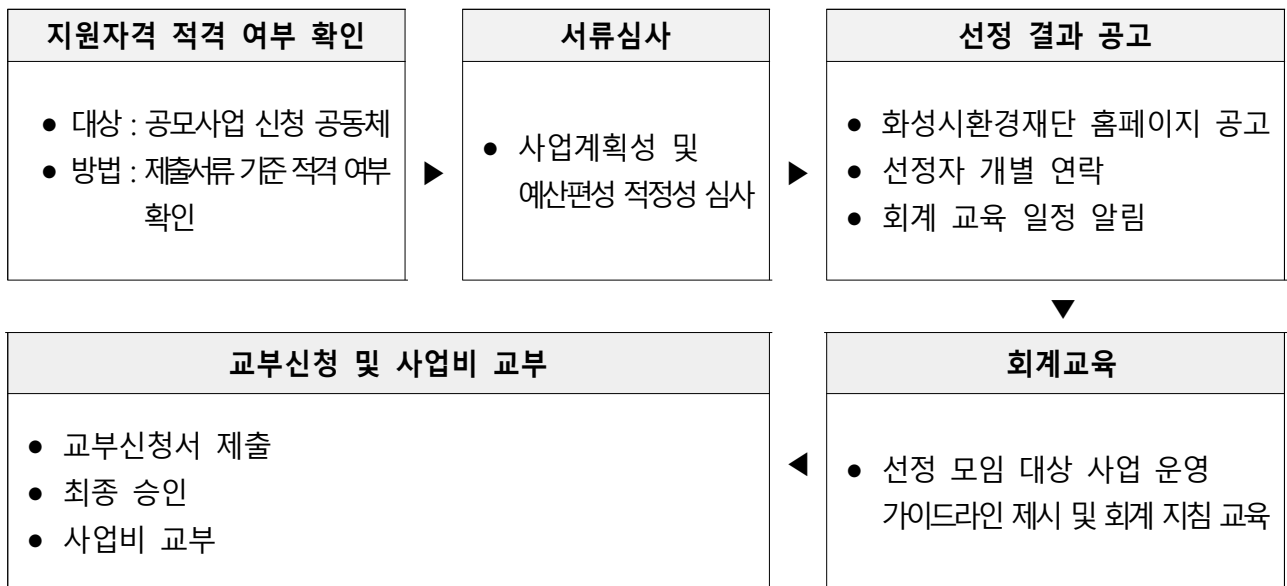 지원자격 적격 여부 확인
● 대상 : 공모사업 신청 공동체
● 방법 : 제출서류 기준 적격 여부
확인
▶
서류심사
● 사업계획성 및
예산편성 적정성 심사
▶
선정 결과 공고
● 화성시환경재단 홈페이지 공고
● 선정자 개별 연락
● 회계 교육 일정 알림
▼
회계교육
● 선정 모임 대상 사업 운영
가이드라인 제시 및 회계 지침 교육
◀
교부신청 및 사업비 교부
● 교부신청서 제출
● 최종 승인
● 사업비 교부